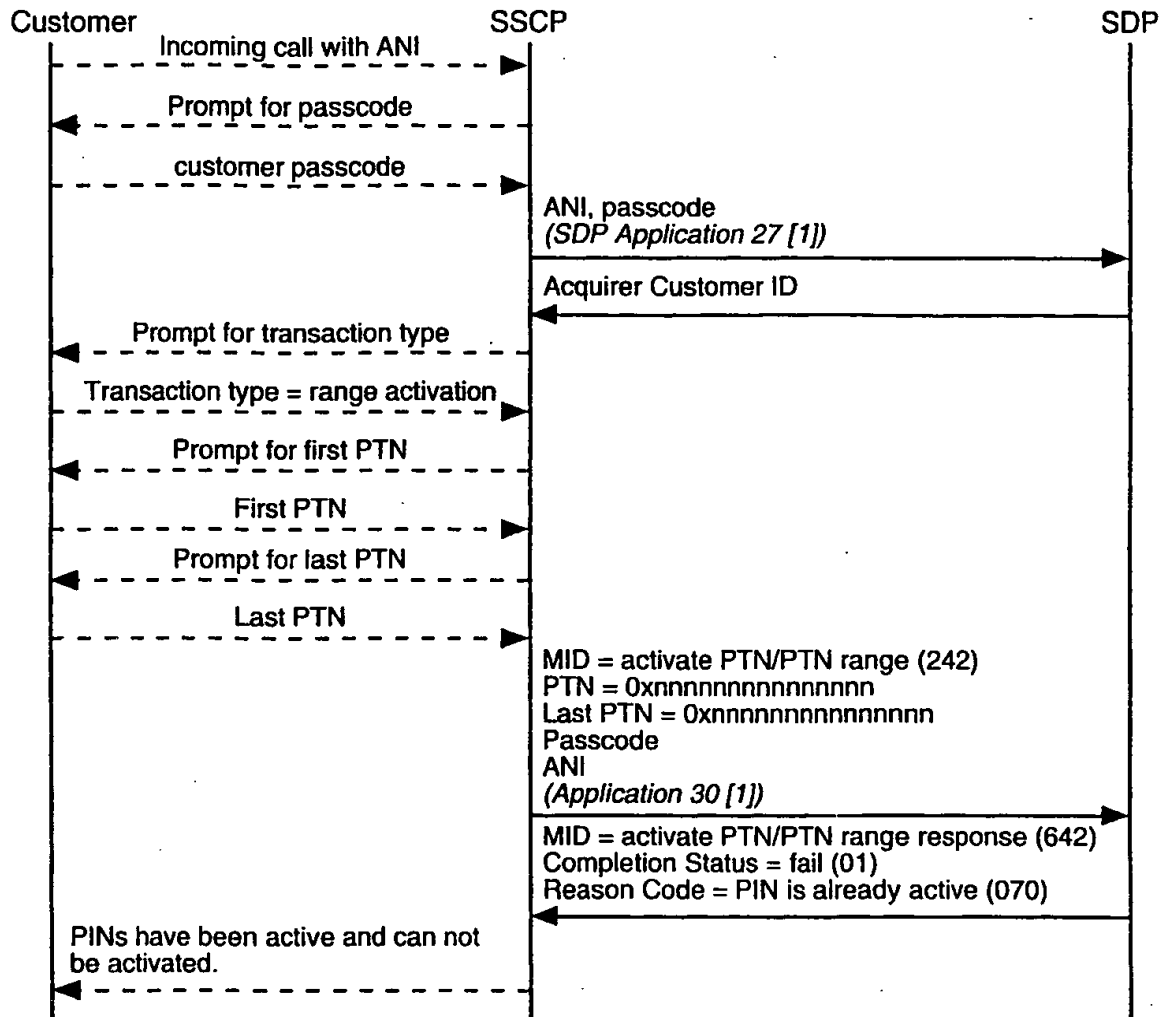 Customer SSCP SDP
Incoming call with ANI
Prompt for passcode
customer passcode
ANI, passcode
(SDP Application 27 [1])
Acquirer Customer ID
Prompt for transaction type
Transaction type = range activation
Prompt for first PTN
First PTN
Prompt for last PTN
Last PTN
MID = activate PTN/PTN range (242)
PTN = 0xnnnnnnnnnnnnnnnn
Last PTN = 0xnnnnnnnnnnnnnnnn
Passcode
ANI
(Application 30 [1])
MID = activate PTN/PTN range response (642)
Completion Status = fail (01)
Reason Code = PIN is already active (070)
PINs have been active and can not
be activated.